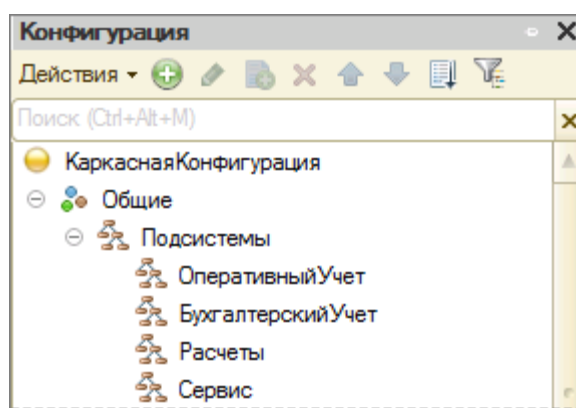 Конфигурация
Действия
Поиск (Ctrl+Alt+M)
КаркаснаяКонфигурация
Общие
Подсистемы
ОперативныйУчет
БухгалтерскийУчет
Расчеты
Сервис